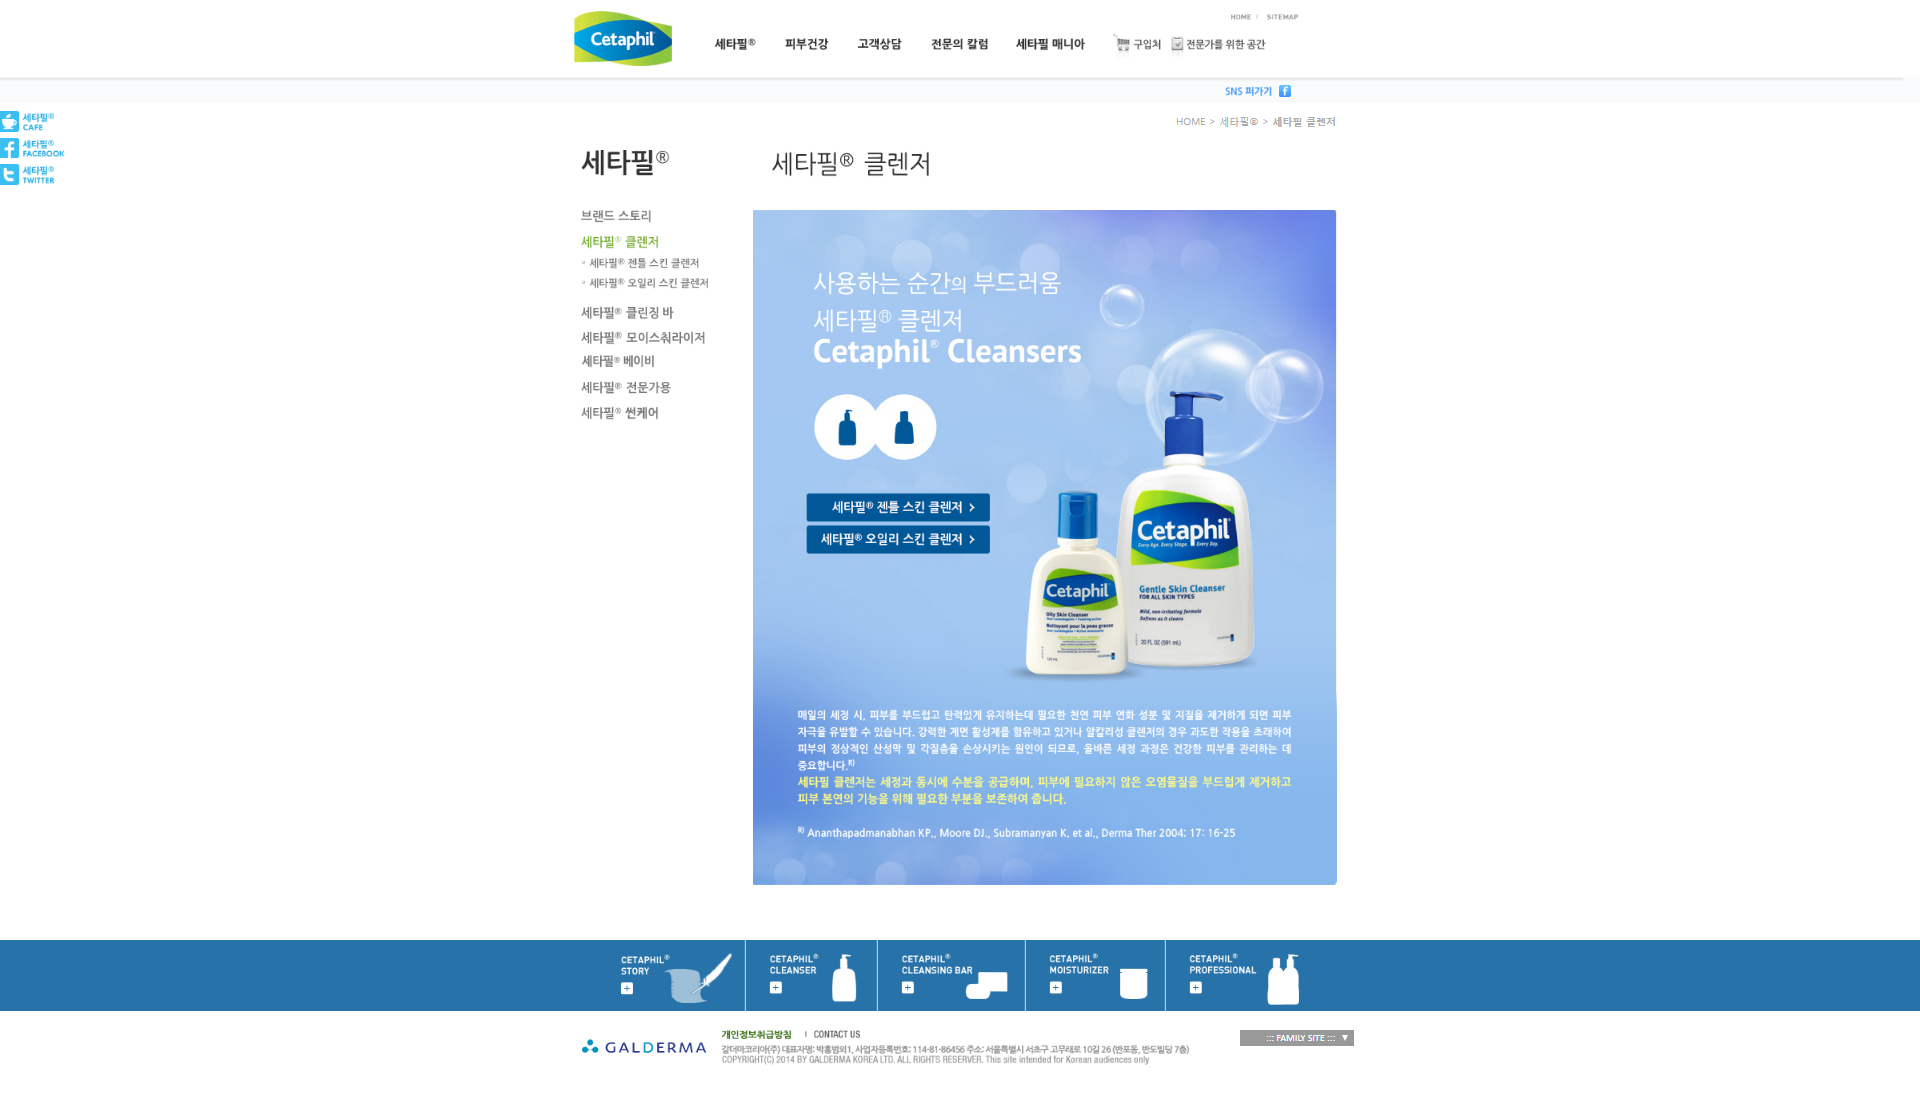 HOME | SITEMAP
Cetaphil
세타필® 피부건강 고객상담 전문의 칼럼 세타필 매니아 구입처 전문가를 위한 공간
SNS 퍼가기
세타필® CAFE
세타필® FACEBOOK
세타필® TWITTER
HOME > 세타필® > 세타필 클렌저
세타필®
세타필® 클렌저
브랜드 스토리
세타필® 클렌저
세타필® 젠틀 스킨 클렌저
세타필® 오일리 스킨 클렌저
세타필® 클린징 바
세타필® 모이스춰라이저
세타필® 베이비
세타필® 전문가용
세타필® 썬케어
사용하는 순간의 부드러움
세타필® 클렌저
Cetaphil® Cleansers
세타필® 젠틀 스킨 클렌저 >
세타필® 오일리 스킨 클렌저 >
Cetaphil
Every Age. Every Stage. Every Day.
Gentle Skin Cleanser
FOR ALL SKIN TYPES
Mild, non-irritating formula
Softens as it cleans
20 FL OZ (591 mL)
GALDERMA
Cetaphil
Oily Skin Cleanser
Nettoyant pour la peau grasse
매일의 세정 시, 피부를 부드럽고 탄력있게 유지하는데 필요한 천연 피부 연화 성분 및 지질을 제거하게 되면 피부
자극을 유발할 수 있습니다. 강력한 계면 활성제를 함유하고 있거나 알칼리성 클렌저의 경우 과도한 작용을 초래하여
피부의 정상적인 산성막 및 각질층을 손상시키는 원인이 되므로, 올바른 세정 과정은 건강한 피부를 관리하는 데
중요합니다.R)
세타필 클렌저는 세정과 동시에 수분을 공급하며, 피부에 필요하지 않은 오염물질을 부드럽게 제거하고
피부 본연의 기능을 위해 필요한 부분을 보존하여 줍니다.
R) Ananthapadmanabhan KP., Moore DJ., Subramanyan K. et al., Derma Ther 2004; 17: 16-25
CETAPHIL® STORY
CETAPHIL® CLEANSER
CETAPHIL® CLEANSING BAR
CETAPHIL® MOISTURIZER
CETAPHIL® PROFESSIONAL
GALDERMA
개인정보취급방침 | CONTACT US
갈더마코리아(주) 대표자명: 박흥범외1, 사업자등록번호: 114-81-86456 주소: 서울특별시 서초구 고무래로 10길 26 (반포동, 반도빌딩 7층)
COPYRIGHT(C) 2014 BY GALDERMA KOREA LTD. ALL RIGHTS RESERVER. This site intended for Korean audiences only
::: FAMILY SITE ::: ▼